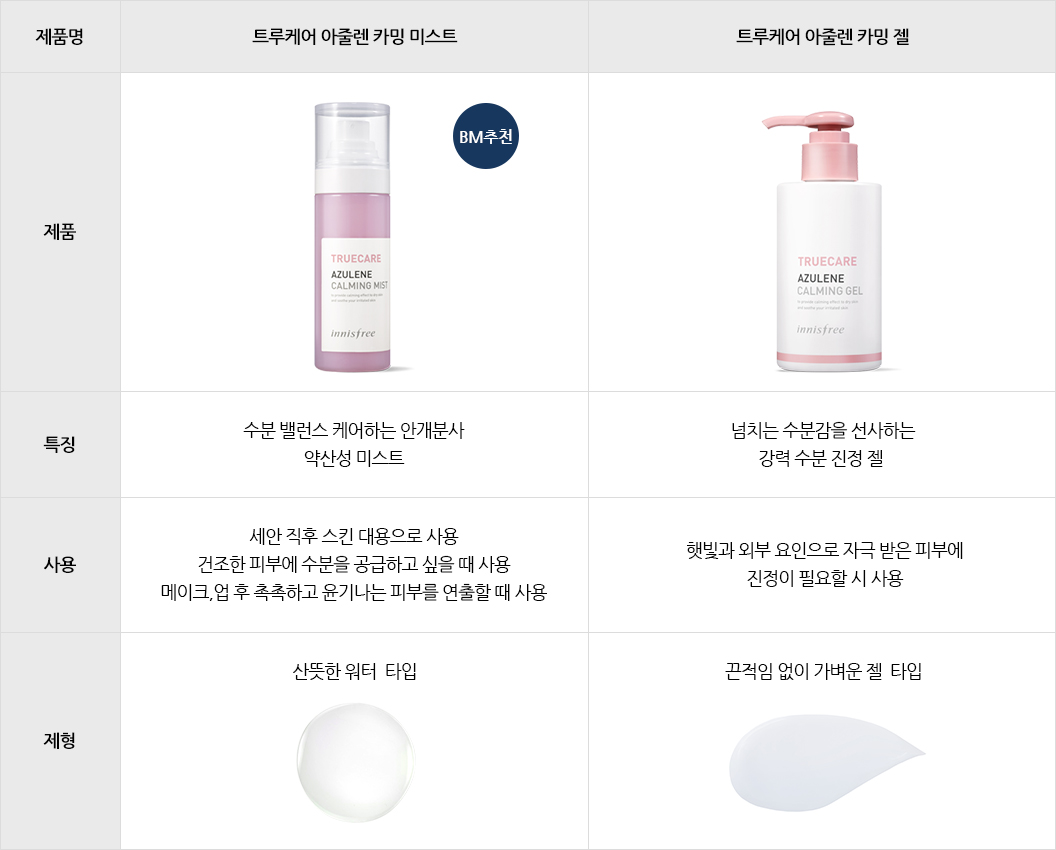 제품명
트루케어 아줄렌 카밍 미스트
트루케어 아줄렌 카밍 젤
제품
BM추천
TRUECARE
AZULENE
CALMING MIST
innisfree
TRUECARE
AZULENE
CALMING GEL
innisfree
특징
수분 밸런스 케어하는 안개분사
약산성 미스트
넘치는 수분감을 선사하는
강력 수분 진정 젤
사용
세안 직후 스킨 대용으로 사용
건조한 피부에 수분을 공급하고 싶을 때 사용
메이크,업 후 촉촉하고 윤기나는 피부를 연출할 때 사용
햇빛과 외부 요인으로 자극 받은 피부에
진정이 필요할 시 사용
제형
산뜻한 워터 타입
끈적임 없이 가벼운 젤 타입